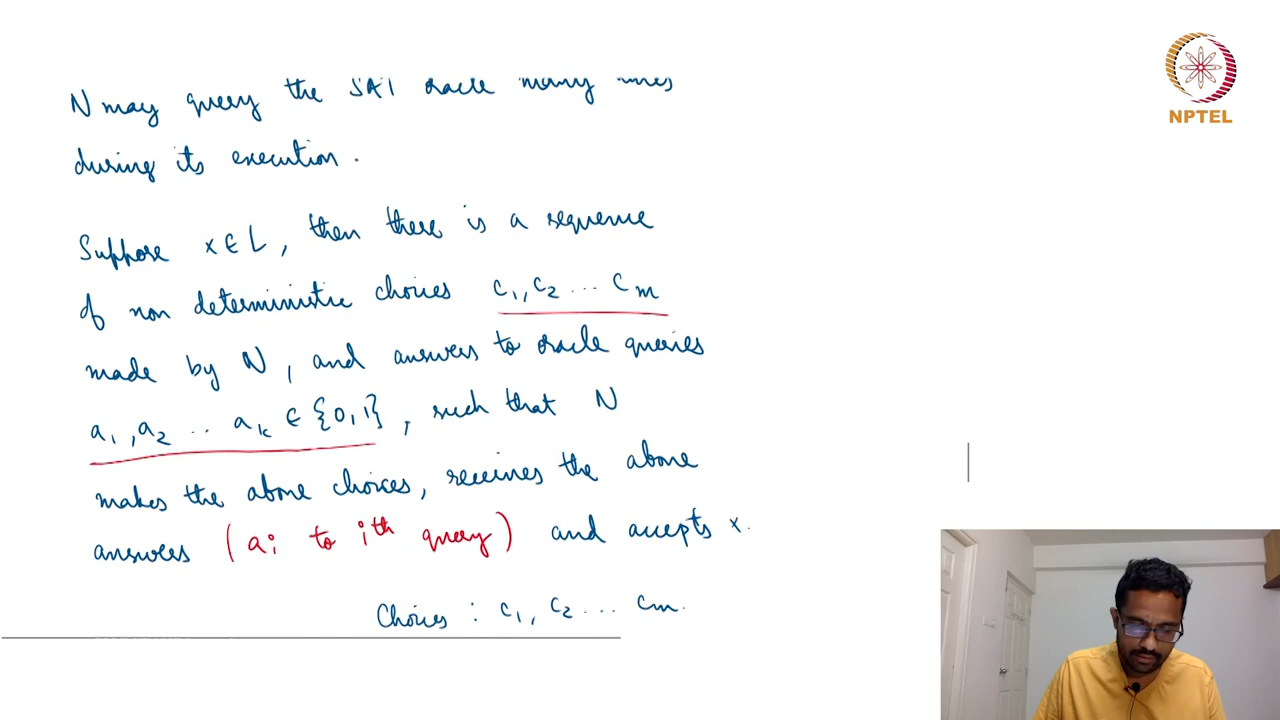 N may query the SAT oracle many times
during its execution.
Suppose x ∈ L, then there is a sequence
of non deterministic choices c₁, c₂ ... cₘ
made by N, and answers to oracle queries
a₁, a₂ .. aₖ ∈ {0,1}, such that N
makes the above choices, receives the above
answers (aᵢ to iᵗʰ query) and accepts x.
Choices : c₁, c₂ ... cₘ.
NPTEL